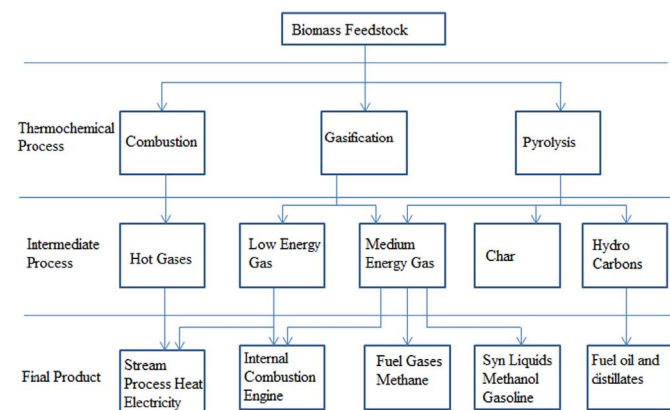 Biomass Feedstock
Thermochemical
Process
Combustion
Gasification
Pyrolysis
Intermediate
Process
Hot Gases
Low Energy
Gas
Medium
Energy Gas
Char
Hydro
Carbons
Final Product
Stream
Process Heat
Electricity
Internal
Combustion
Engine
Fuel Gases
Methane
Syn Liquids
Methanol
Gasoline
Fuel oil and
distillates